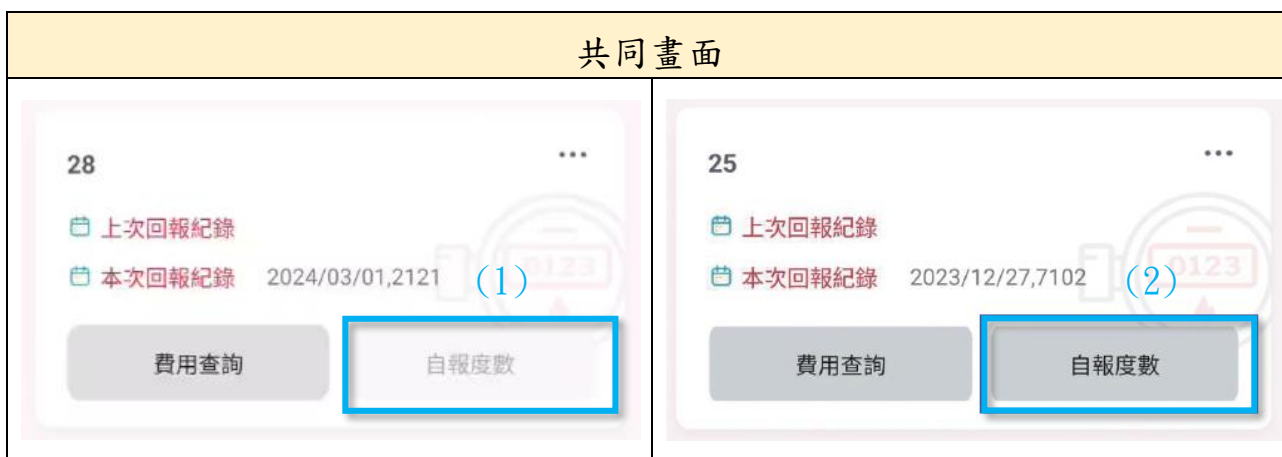 共同畫面
28
上次回報紀錄
本次回報紀錄 2024/03/01,2121 (1)
0123
費用查詢 自報度數
25
上次回報紀錄
本次回報紀錄 2023/12/27,7102 (2)
0123
費用查詢 自報度數